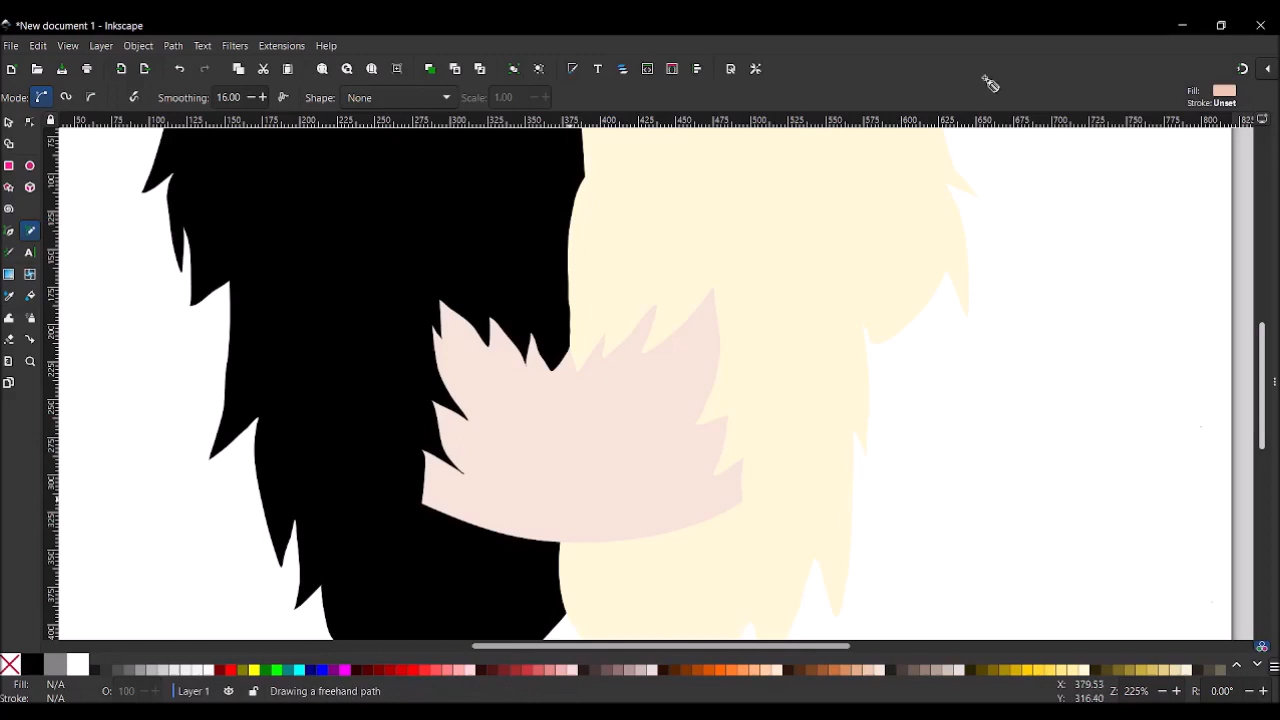 *New document 1 - Inkscape
File Edit View Layer Object Path Text Filters Extensions Help
Mode: Smoothing: 16.00 Shape: None Scale: 1.00
Fill:
Stroke: Unset
Fill: N/A
Stroke: N/A
O: 100
Layer 1
Drawing a freehand path
X: 379.53
Y: 316.40
Z: 225%
R: 0.00°